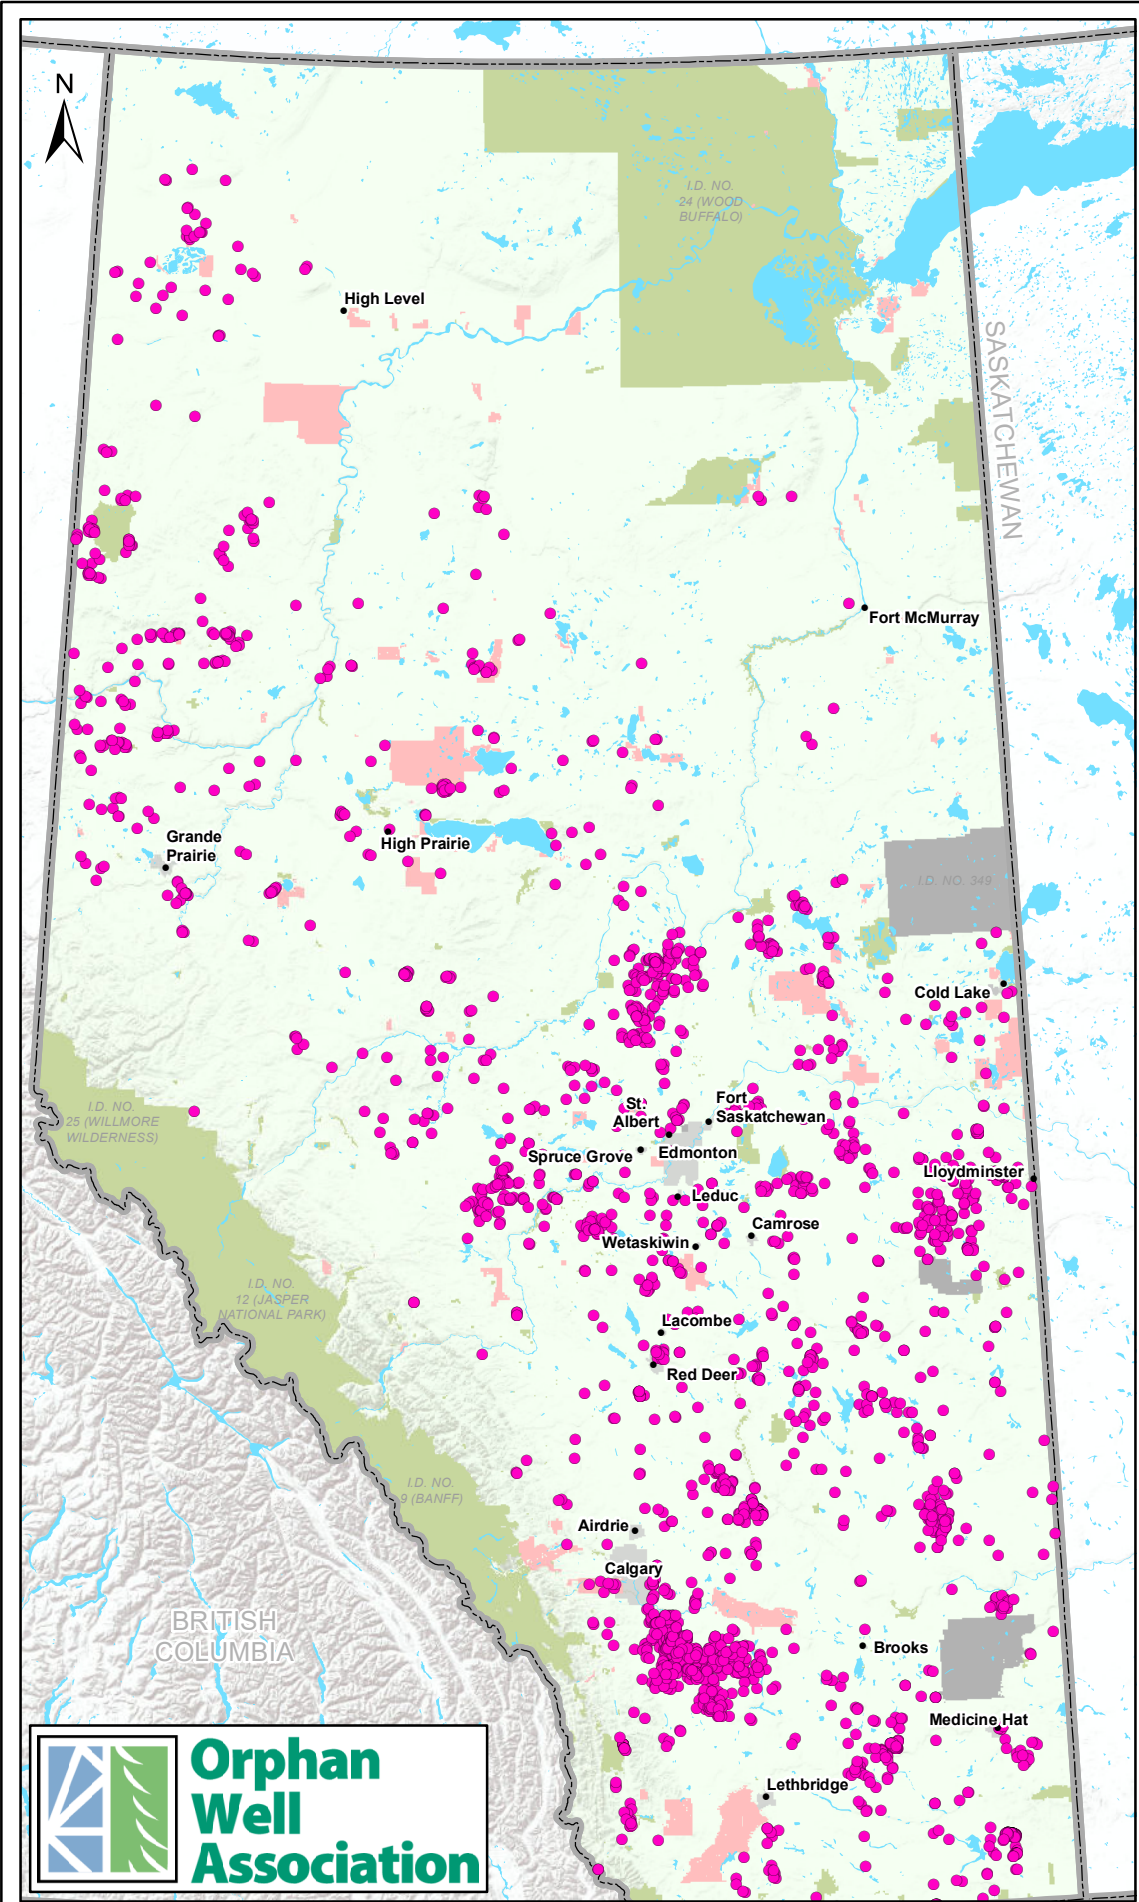 N
I.D. NO.
24 (WOOD
BUFFALO)
High Level
SASKATCHEWAN
Fort McMurray
Grande
Prairie
High Prairie
I.D. NO. 349
Cold Lake
I.D. NO.
25 (WILLMORE
WILDERNESS)
St.
Albert
Fort
Saskatchewan
Spruce Grove
Edmonton
Lloydminster
Leduc
Camrose
Wetaskiwin
I.D. NO.
12 (JASPER
NATIONAL PARK)
Lacombe
Red Deer
I.D. NO.
9 (BANFF)
Airdrie
Calgary
BRITISH
COLUMBIA
Brooks
Medicine Hat
Lethbridge
Orphan
Well
Association